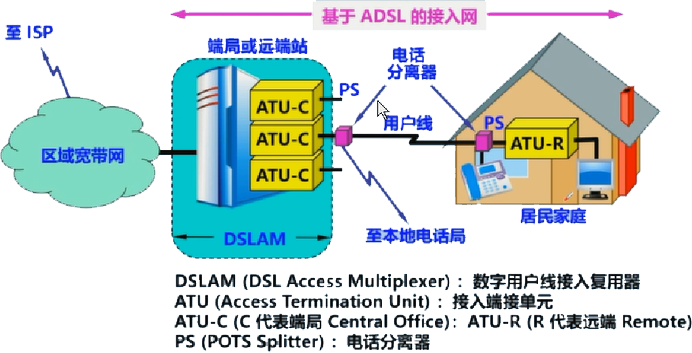 基于 ADSL 的接入网
至 ISP
端局或远端站
电话
分离器
PS
ATU-C
ATU-C
ATU-C
用户线
PS
ATU-R
区域宽带网
居民家庭
DSLAM
至本地电话局
DSLAM (DSL Access Multiplexer) ：数字用户线接入复用器
ATU (Access Termination Unit) ：接入端接单元
ATU-C (C 代表端局 Central Office)：ATU-R (R 代表远端 Remote)
PS (POTS Splitter) ：电话分离器